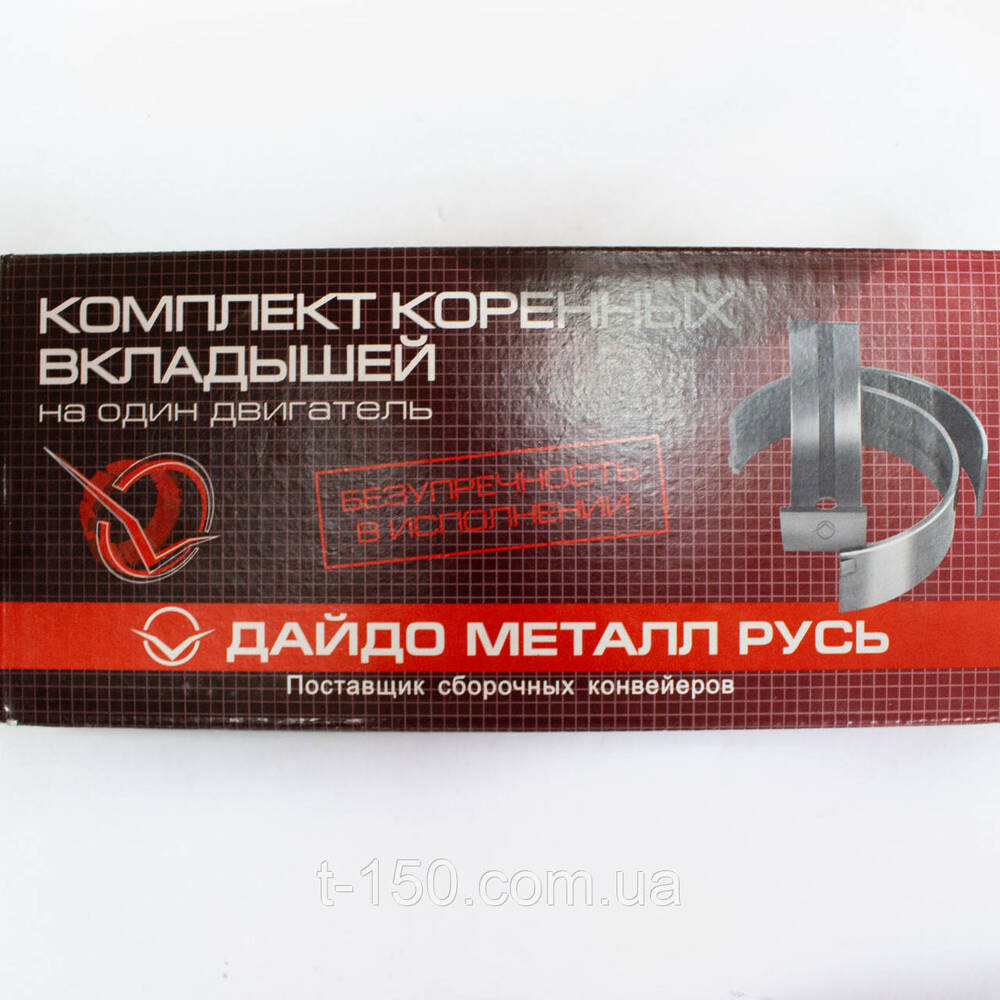 КОМПЛЕКТ КОРЕННЫХ
ВКЛАДЫШЕЙ
на один двигатель
БЕЗУПРЕЧНОСТЬ
В ИСПОЛНЕНИИ
ДАЙДО МЕТАЛЛ РУСЬ
Поставщик сборочных конвейеров
t-150.com.ua